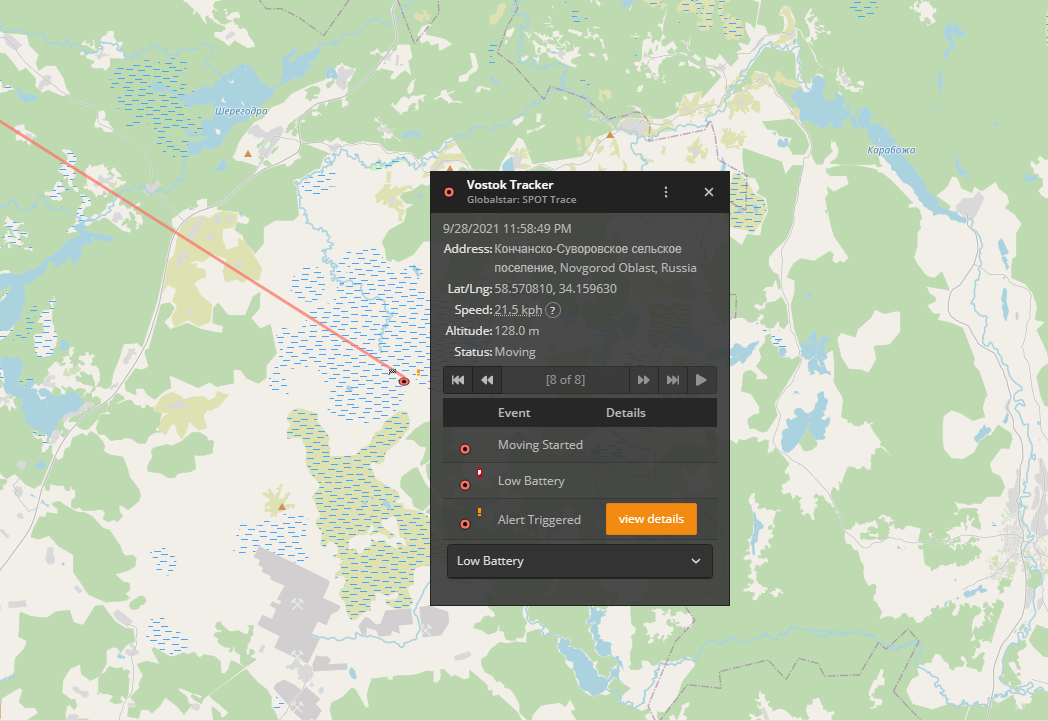 Шерегодра
Карабожа
Vostok Tracker
Globalstar: SPOT Trace
9/28/2021 11:58:49 PM
Address: Кончанско-Суворовское сельское
поселение, Novgorod Oblast, Russia
Lat/Lng: 58.570810, 34.159630
Speed: 21.5 kph ?
Altitude: 128.0 m
Status: Moving
[8 of 8]
Event Details
Moving Started
Low Battery
Alert Triggered view details
Low Battery